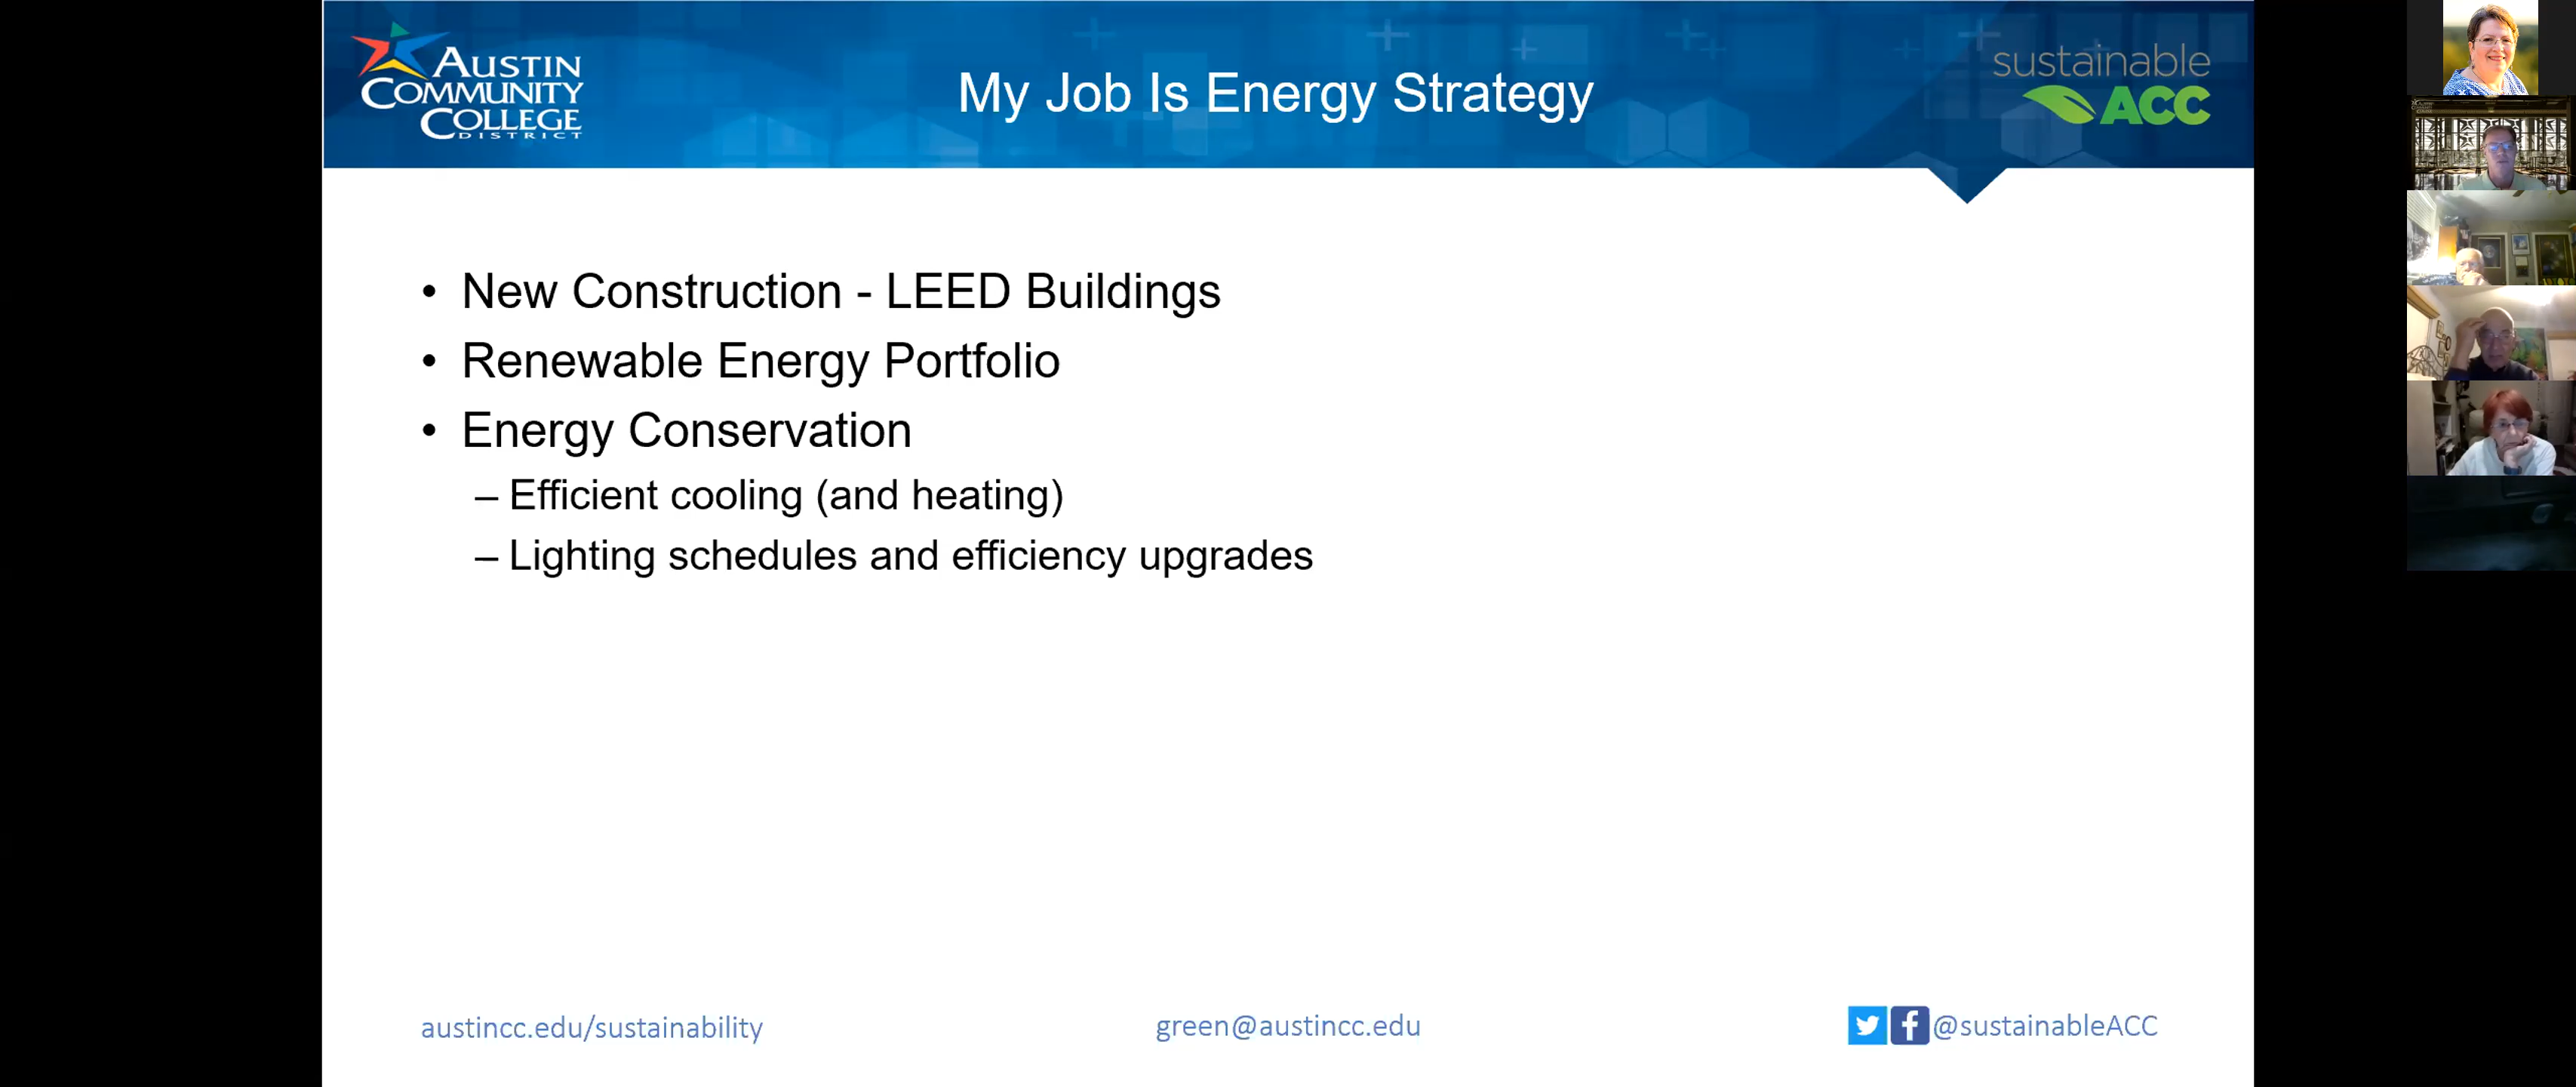 AUSTIN
COMMUNITY
COLLEGE
DISTRICT
My Job Is Energy Strategy
sustainable
ACC
• New Construction - LEED Buildings
• Renewable Energy Portfolio
• Energy Conservation
– Efficient cooling (and heating)
– Lighting schedules and efficiency upgrades
austincc.edu/sustainability
green@austincc.edu
@sustainableACC